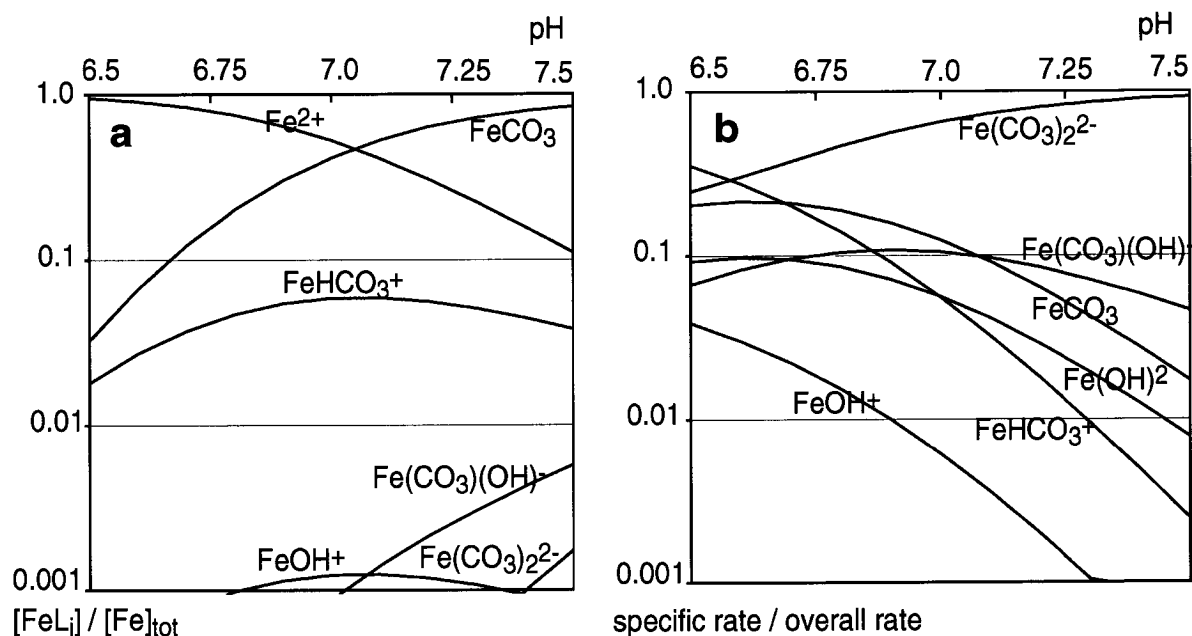 pH
6.5 6.75 7.0 7.25 7.5
1.0
0.1
0.01
0.001
a
Fe2+
FeCO3
FeHCO3+
Fe(CO3)(OH)-
FeOH+
Fe(CO3)22-
[FeLi] / [Fe]tot
pH
6.5 6.75 7.0 7.25 7.5
1.0
0.1
0.01
0.001
b
Fe(CO3)22-
Fe(CO3)(OH)
FeCO3
Fe(OH)2
FeOH+
FeHCO3+
specific rate / overall rate